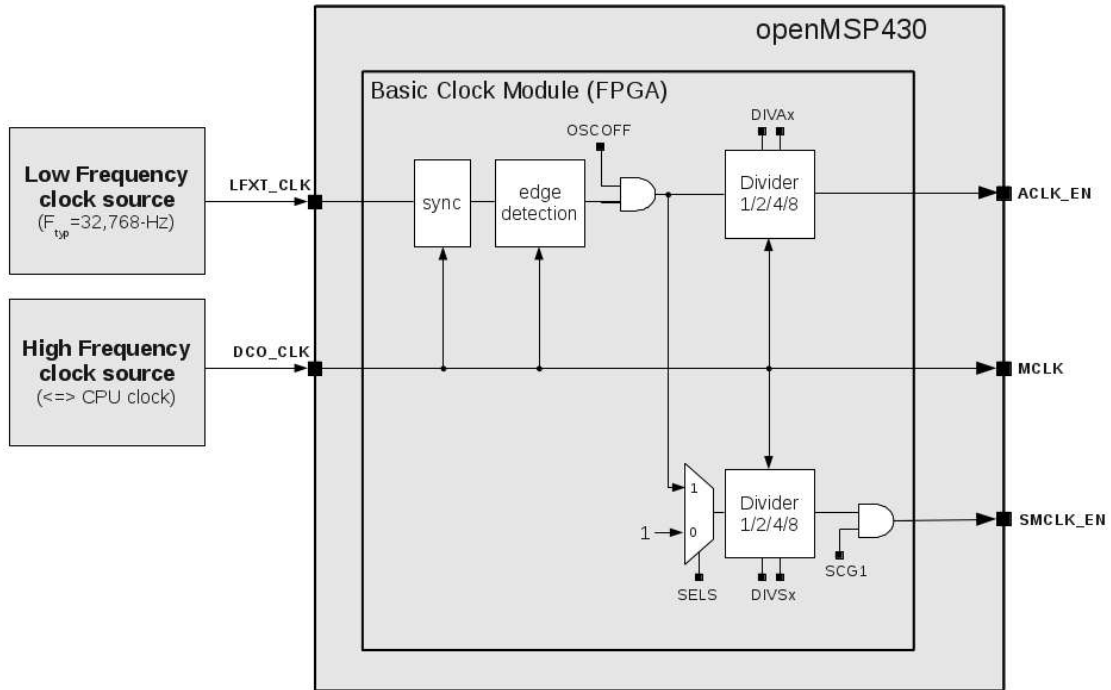 openMSP430
Basic Clock Module (FPGA)
Low Frequency
clock source
(Ftyp=32,768-Hz)
LFXT_CLK
sync
edge
detection
OSCOFF
DIVAx
Divider
1/2/4/8
ACLK_EN
High Frequency
clock source
(<=> CPU clock)
DCO_CLK
MCLK
1
1
0
SELS
Divider
1/2/4/8
DIVSx
SCG1
SMCLK_EN